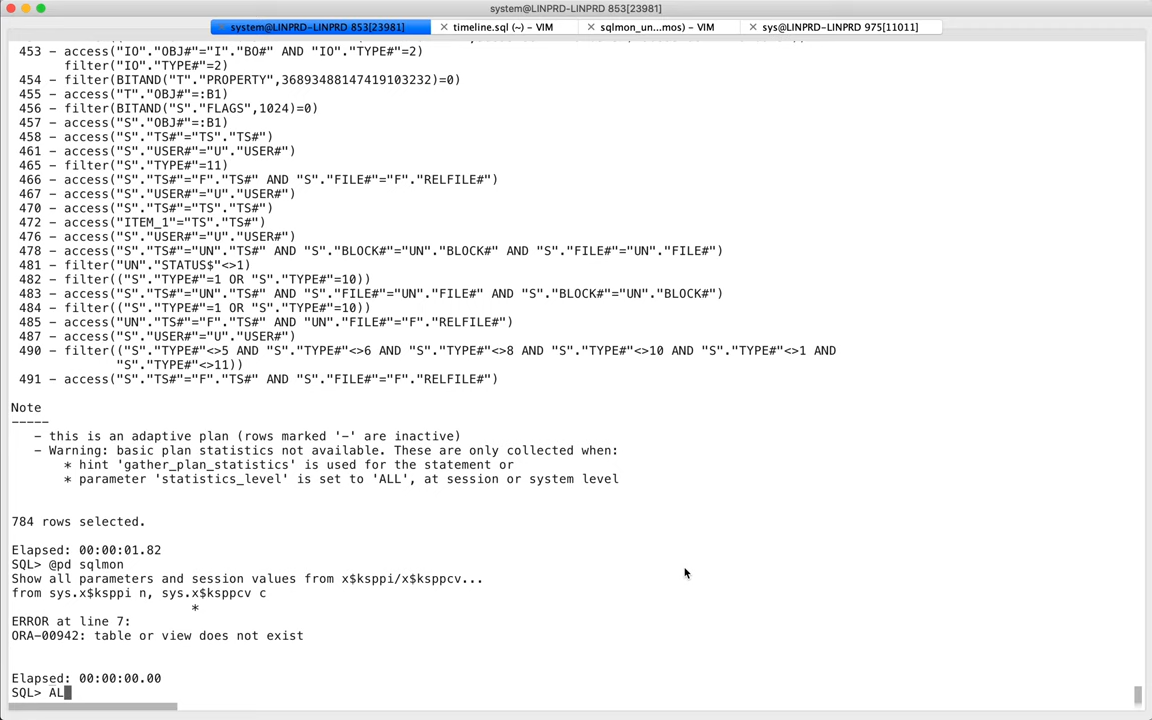 system@LINPRD-LINPRD 853[23981]
system@LINPRD-LINPRD 853[23981] × timeline.sql (~) – VIM × sqlmon_un...mos) – VIM × sys@LINPRD-LINPRD 975[11011]
453 - access("IO"."OBJ#"="I"."BO#" AND "IO"."TYPE#"=2)
filter("IO"."TYPE#"=2)
454 - filter(BITAND("T"."PROPERTY",36893488147419103232)=0)
455 - access("T"."OBJ#"=:B1)
456 - filter(BITAND("S"."FLAGS",1024)=0)
457 - access("S"."OBJ#"=:B1)
458 - access("S"."TS#"="TS"."TS#")
461 - access("S"."USER#"="U"."USER#")
465 - filter("S"."TYPE#"=11)
466 - access("S"."TS#"="F"."TS#" AND "S"."FILE#"="F"."RELFILE#")
467 - access("S"."USER#"="U"."USER#")
470 - access("S"."TS#"="TS"."TS#")
472 - access("ITEM_1"="TS"."TS#")
476 - access("S"."USER#"="U"."USER#")
478 - access("S"."TS#"="UN"."TS#" AND "S"."BLOCK#"="UN"."BLOCK#" AND "S"."FILE#"="UN"."FILE#")
481 - filter("UN"."STATUS$"<>1)
482 - filter(("S"."TYPE#"=1 OR "S"."TYPE#"=10))
483 - access("S"."TS#"="UN"."TS#" AND "S"."FILE#"="UN"."FILE#" AND "S"."BLOCK#"="UN"."BLOCK#")
484 - filter(("S"."TYPE#"=1 OR "S"."TYPE#"=10))
485 - access("UN"."TS#"="F"."TS#" AND "UN"."FILE#"="F"."RELFILE#")
487 - access("S"."USER#"="U"."USER#")
490 - filter(("S"."TYPE#"<>5 AND "S"."TYPE#"<>6 AND "S"."TYPE#"<>8 AND "S"."TYPE#"<>10 AND "S"."TYPE#"<>1 AND
"S"."TYPE#"<>11))
491 - access("S"."TS#"="F"."TS#" AND "S"."FILE#"="F"."RELFILE#")
Note
-----
- this is an adaptive plan (rows marked '-' are inactive)
- Warning: basic plan statistics not available. These are only collected when:
* hint 'gather_plan_statistics' is used for the statement or
* parameter 'statistics_level' is set to 'ALL', at session or system level
784 rows selected.
Elapsed: 00:00:01.82
SQL> @pd sqlmon
Show all parameters and session values from x$ksppi/x$ksppcv...
from sys.x$ksppi n, sys.x$ksppcv c
*
ERROR at line 7:
ORA-00942: table or view does not exist
Elapsed: 00:00:00.00
SQL> AL